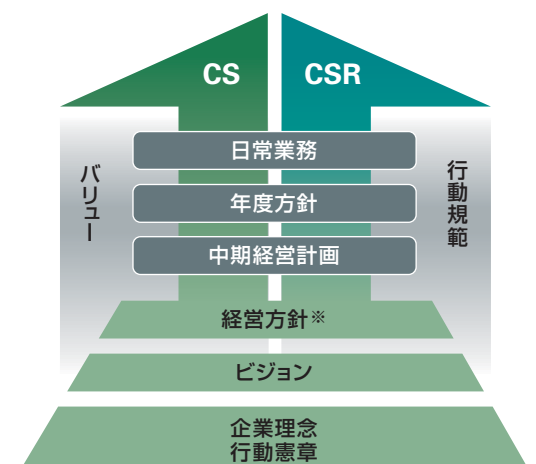 CS
CSR
日常業務
年度方針
中期経営計画
バリュー
行動規範
経営方針※
ビジョン
企業理念
行動憲章